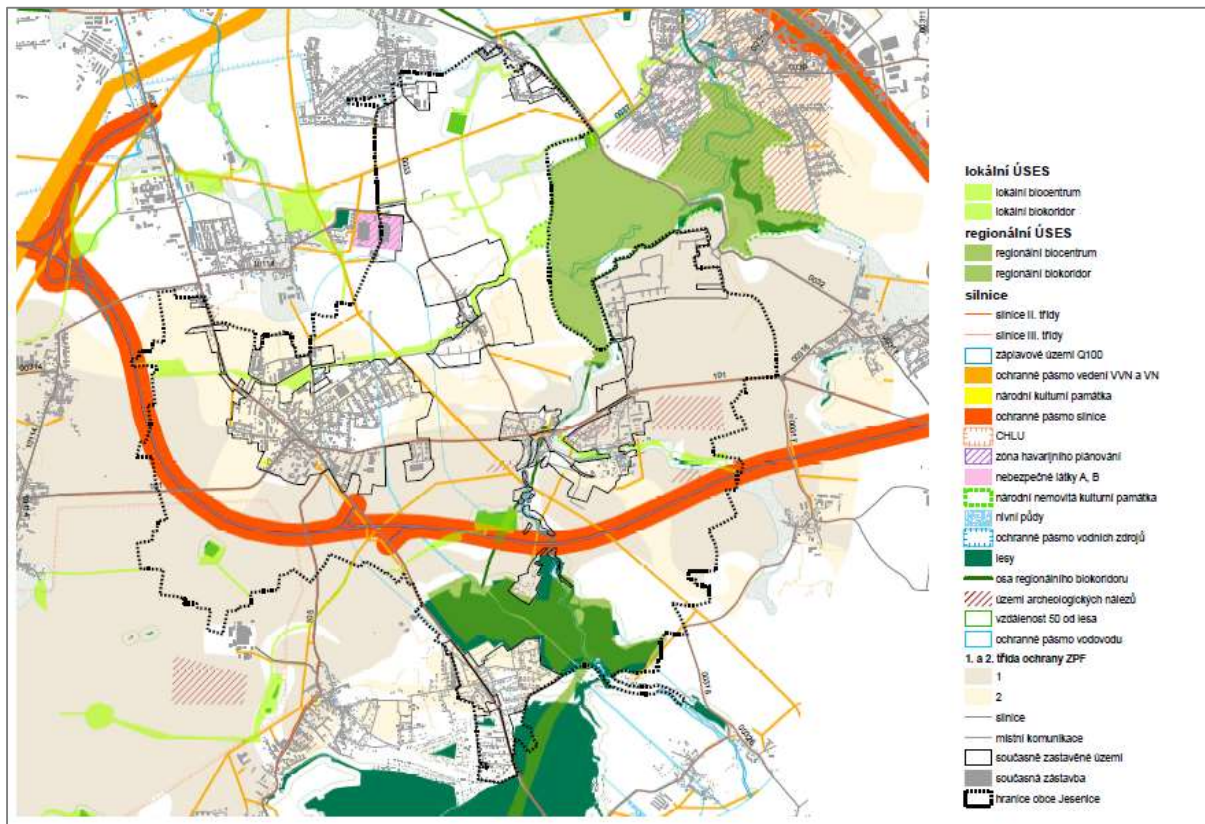 lokální ÚSES
lokální biocentrum
lokální biokoridor
regionální ÚSES
regionální biocentrum
regionální biokoridor
silnice
silnice II. třídy
silnice III. třídy
záplavové území Q100
ochranné pásmo vedení VVN a VN
národní kulturní památka
ochranné pásmo silnice
CHLU
zóna havarijního plánování
nebezpečné látky A, B
národní nemovitá kulturní památka
nivní půdy
ochranné pásmo vodních zdrojů
lesy
osa regionálního biokoridoru
území archeologických nálezů
vzdálenost 50 od lesa
ochranné pásmo vodovodu
1. a 2. třída ochrany ZPF
1
2
silnice
místní komunikace
současně zastavěné území
současná zástavba
hranice obce Jesenice
0033
10114
101
00314
10114